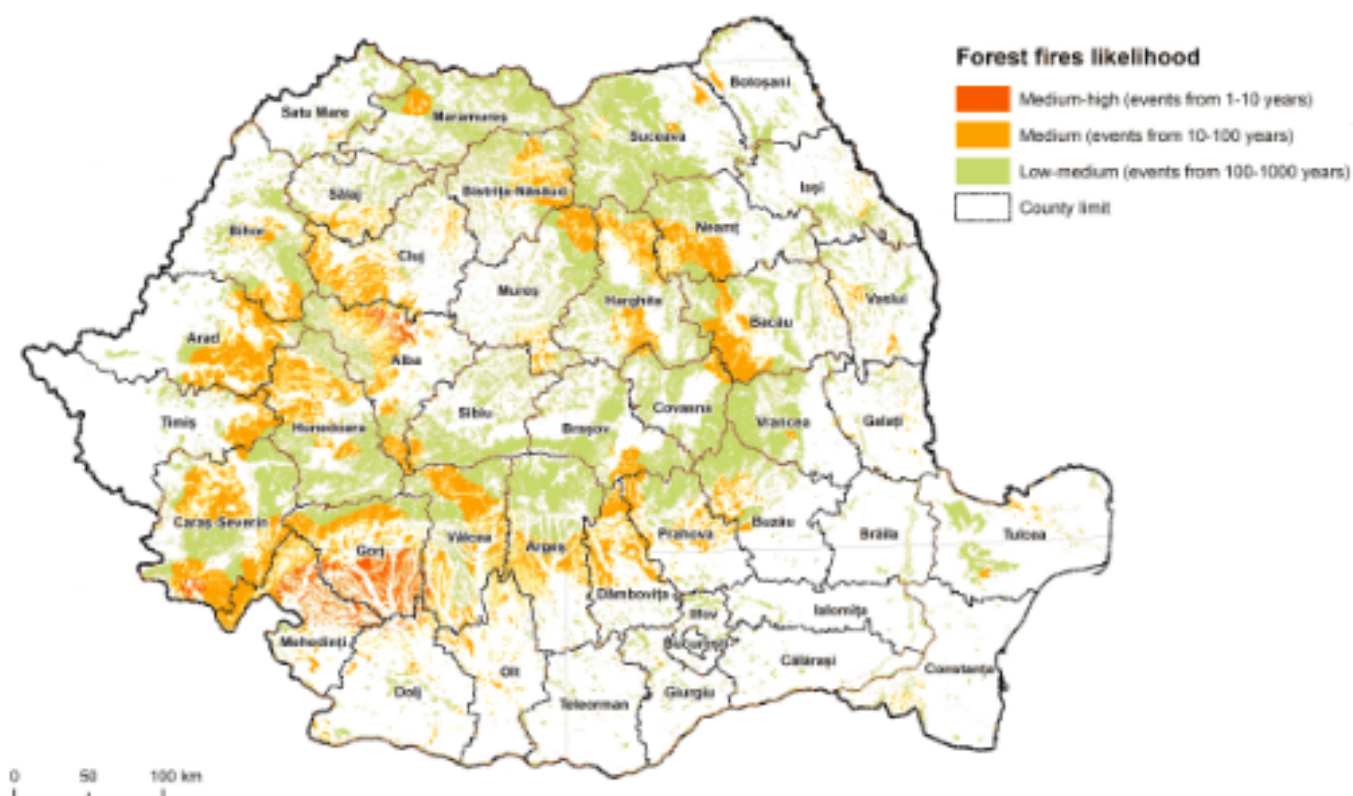 Forest fires likelihood
Medium-high (events from 1-10 years)
Medium (events from 10-100 years)
Low-medium (events from 100-1000 years)
County limit
Botoșani
Satu Mare
Maramureș
Suceava
Iași
Sălaj
Bistrița-Năsăud
Bihor
Cluj
Neamț
Mureș
Harghita
Vaslui
Bacău
Arad
Alba
Timiș
Hunedoara
Sibiu
Brașov
Covasna
Vrancea
Galați
Caraș-Severin
Gorj
Vâlcea
Argeș
Prahova
Buzău
Brăila
Tulcea
Dâmbovița
Ilfov
Ialomița
Mehedinți
București
Călărași
Constanța
Dolj
Olt
Teleorman
Giurgiu
0 50 100 km